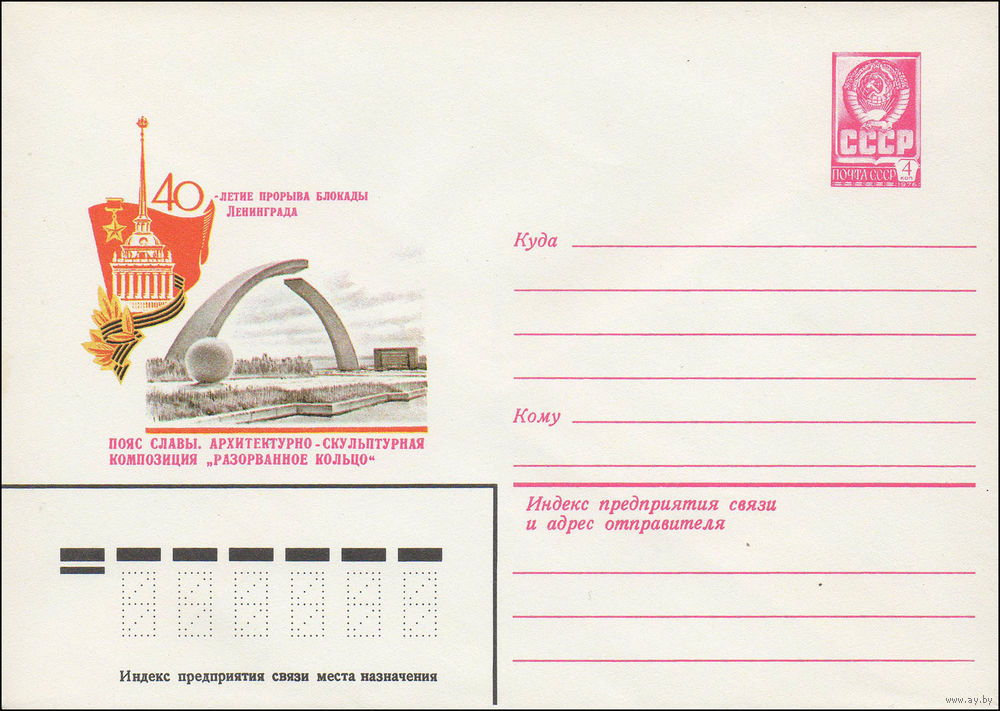 СССР
ПОЧТА СССР
4
КОП
1976
40-ЛЕТИЕ ПРОРЫВА БЛОКАДЫ
ЛЕНИНГРАДА
ПОЯС СЛАВЫ. АРХИТЕКТУРНО-СКУЛЬПТУРНАЯ
КОМПОЗИЦИЯ „РАЗОРВАННОЕ КОЛЬЦО“
Куда
Кому
Индекс предприятия связи
и адрес отправителя
Индекс предприятия связи места назначения
www.ay.by